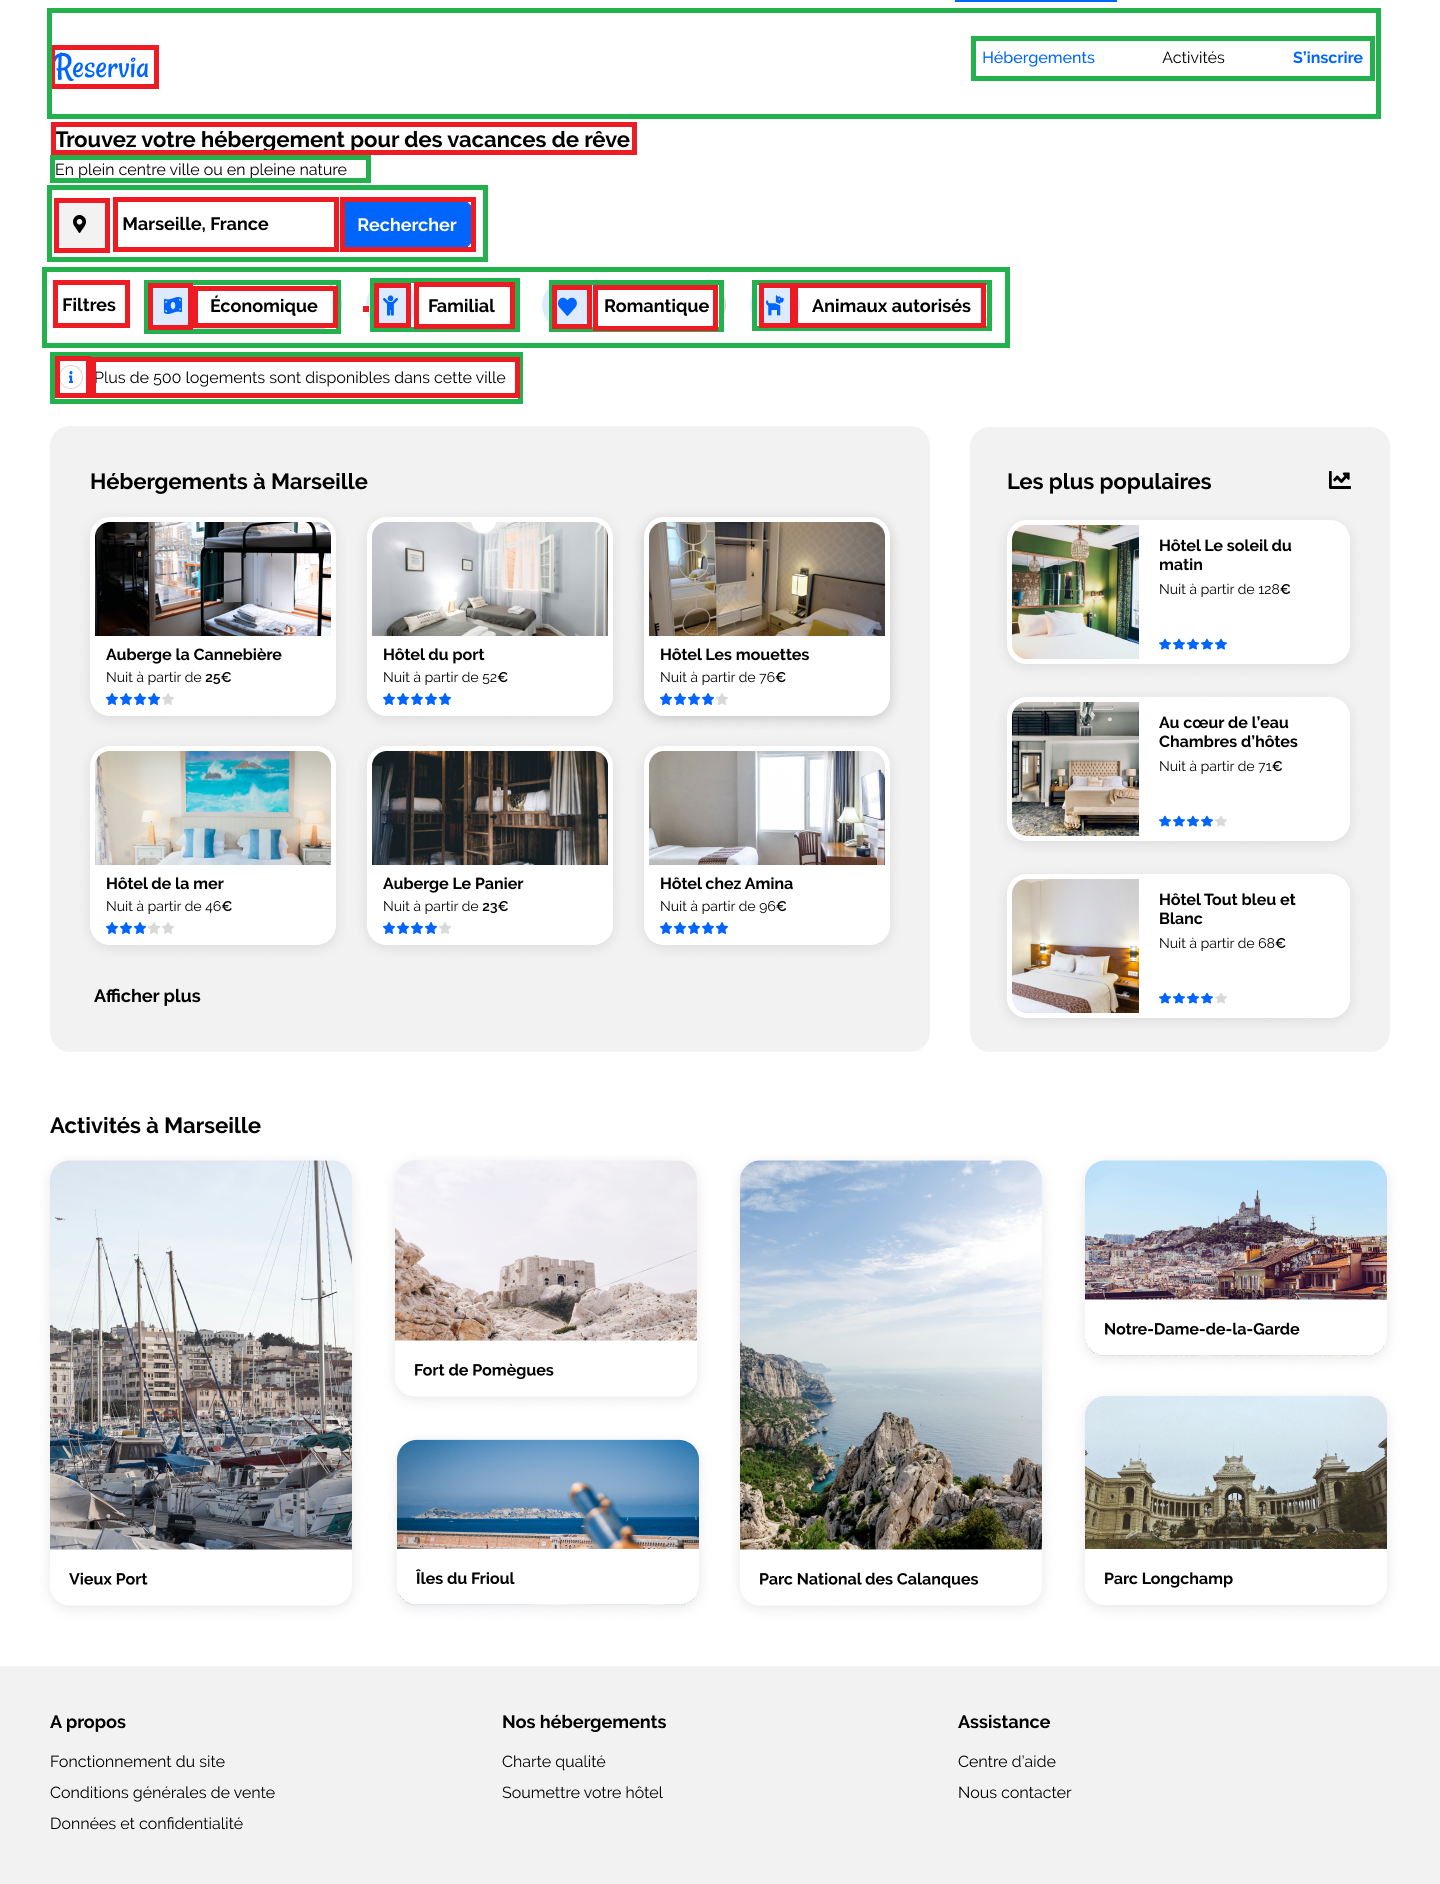 Reservia
Hébergements
Activités
S'inscrire
Trouvez votre hébergement pour des vacances de rêve
En plein centre ville ou en pleine nature
Marseille, France
Rechercher
Filtres
Économique
Familial
Romantique
Animaux autorisés
Plus de 500 logements sont disponibles dans cette ville
Hébergements à Marseille
Auberge la Cannebière
Nuit à partir de 25€
Hôtel du port
Nuit à partir de 52€
Hôtel Les mouettes
Nuit à partir de 76€
Hôtel de la mer
Nuit à partir de 46€
Auberge Le Panier
Nuit à partir de 23€
Hôtel chez Amina
Nuit à partir de 96€
Afficher plus
Les plus populaires
Hôtel Le soleil du
matin
Nuit à partir de 128€
Au cœur de l'eau
Chambres d'hôtes
Nuit à partir de 71€
Hôtel Tout bleu et
Blanc
Nuit à partir de 68€
Activités à Marseille
Vieux Port
Fort de Pomègues
Îles du Frioul
Parc National des Calanques
Notre-Dame-de-la-Garde
Parc Longchamp
A propos
Fonctionnement du site
Conditions générales de vente
Données et confidentialité
Nos hébergements
Charte qualité
Soumettre votre hôtel
Assistance
Centre d'aide
Nous contacter